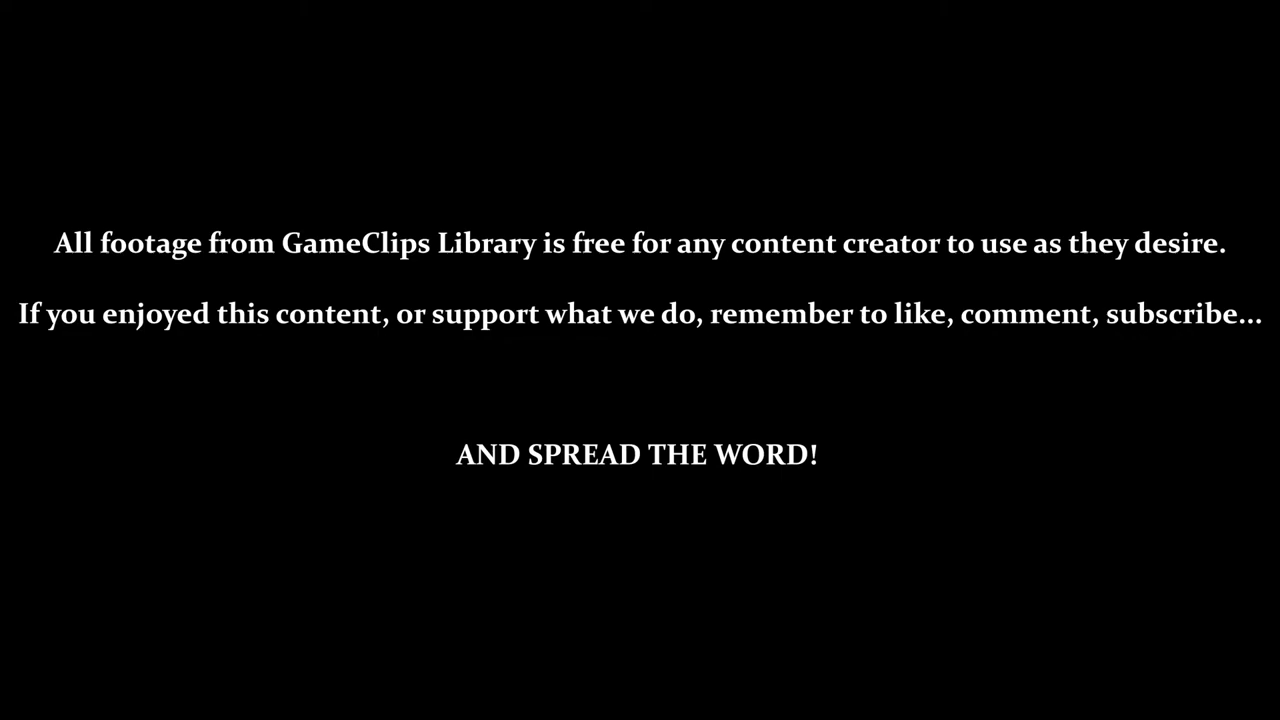 All footage from GameClips Library is free for any content creator to use as they desire.
If you enjoyed this content, or support what we do, remember to like, comment, subscribe...
AND SPREAD THE WORD!